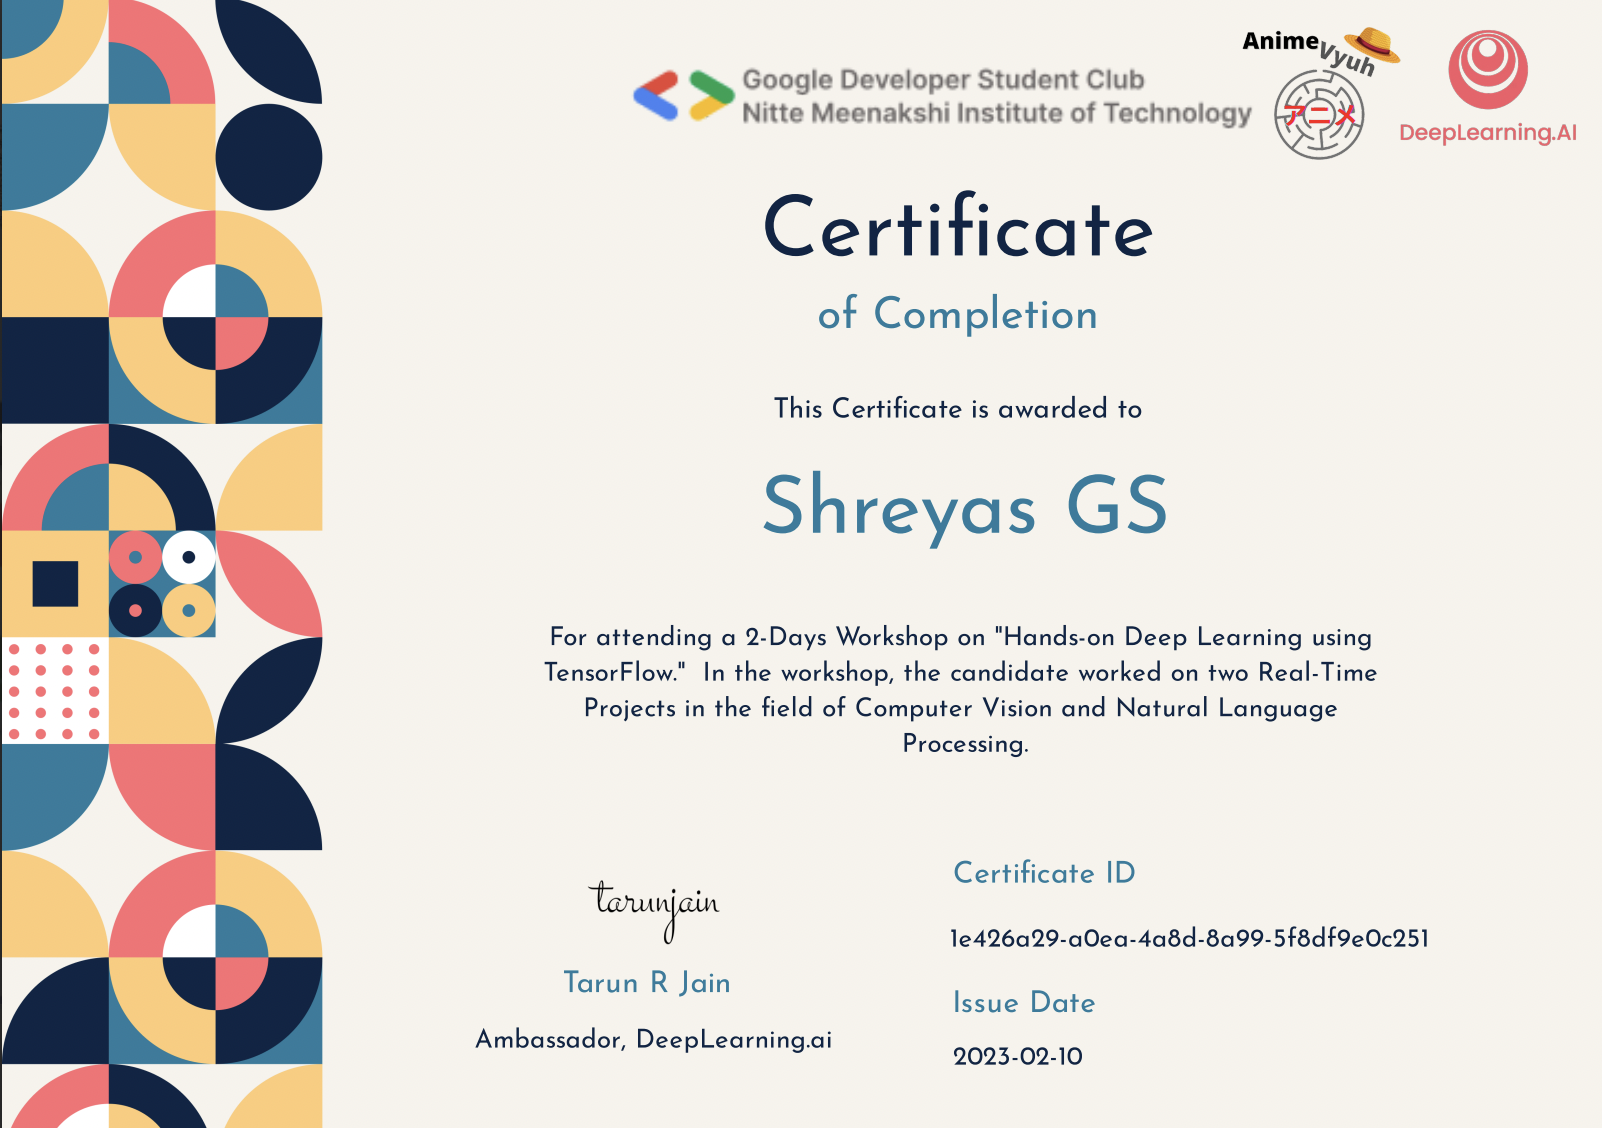 Google Developer Student Club
Nitte Meenakshi Institute of Technology
AnimeVyuh
アニメ
DeepLearning.AI
Certificate
of Completion
This Certificate is awarded to
Shreyas GS
For attending a 2-Days Workshop on "Hands-on Deep Learning using
TensorFlow."  In the workshop, the candidate worked on two Real-Time
Projects in the field of Computer Vision and Natural Language
Processing.
tarunjain
Tarun R Jain
Ambassador, DeepLearning.ai
Certificate ID
1e426a29-a0ea-4a8d-8a99-5f8df9e0c251
Issue Date
2023-02-10